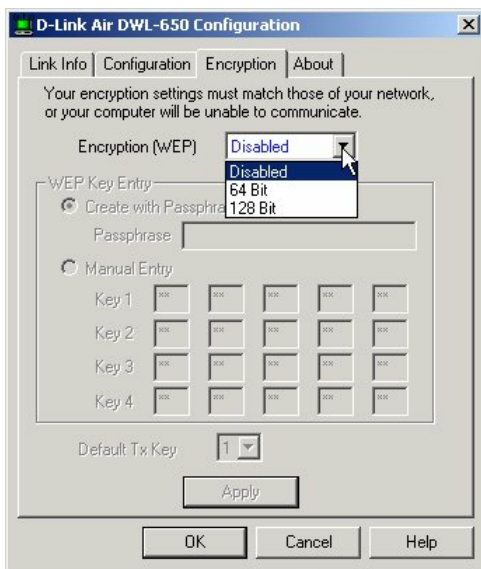 D-Link Air DWL-650 Configuration
Link Info Configuration Encryption About
Your encryption settings must match those of your network,
or your computer will be unable to communicate.
Encryption (WEP) Disabled
Disabled
64 Bit
128 Bit
WEP Key Entry
Create with Passphra
Passphrase
Manual Entry
Key 1 ** ** ** ** **
Key 2 ** ** ** ** **
Key 3 ** ** ** ** **
Key 4 ** ** ** ** **
Default Tx Key 1
Apply
OK Cancel Help